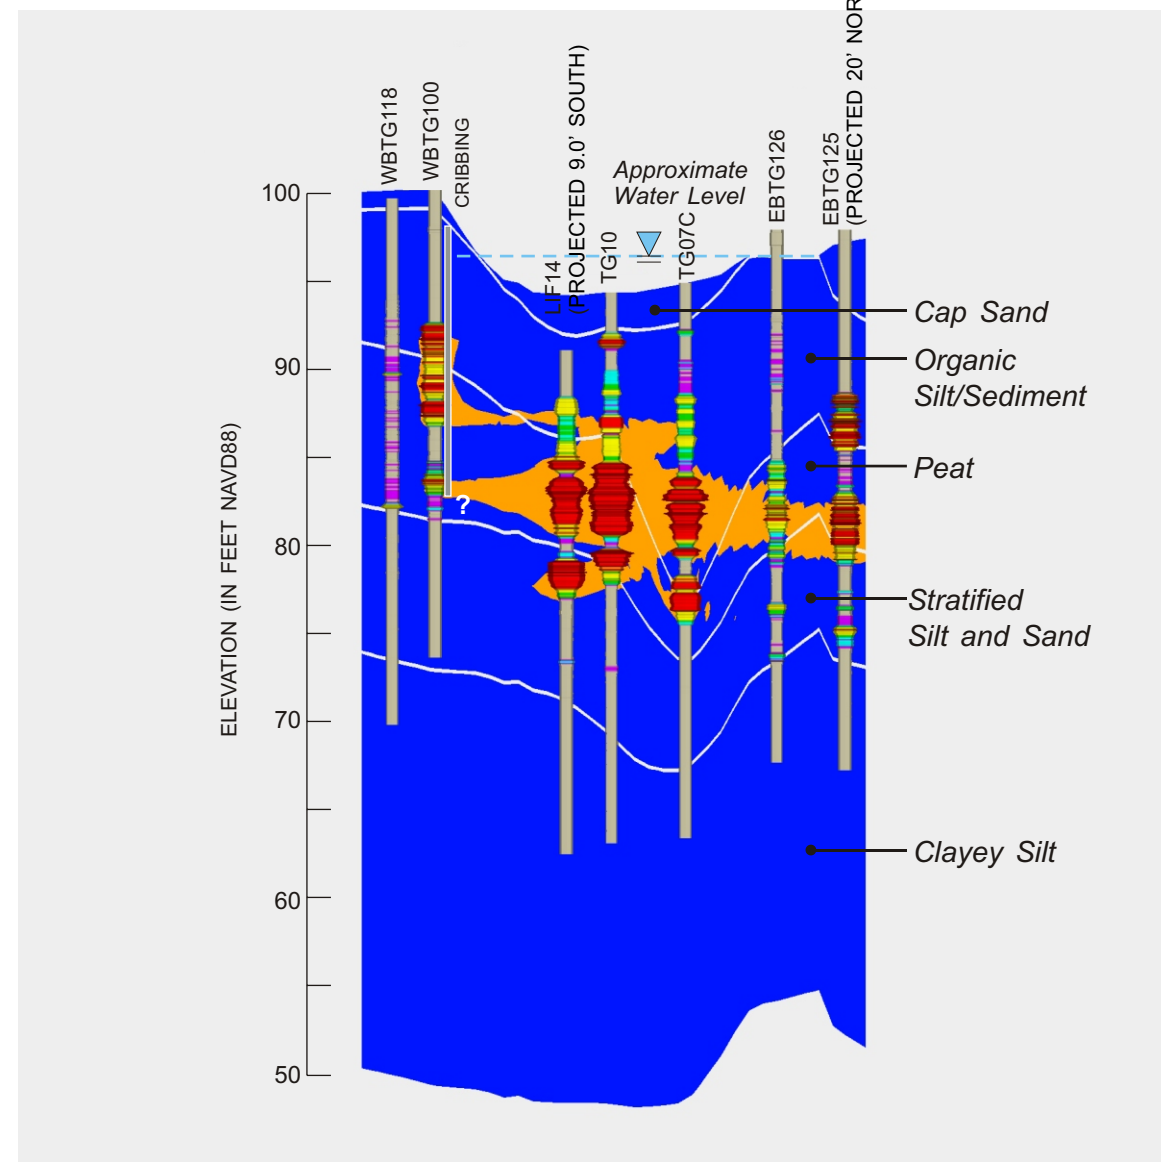 WBTG118
WBTG100
CRIBBING
LIF14
(PROJECTED 9.0’ SOUTH)
TG10
Approximate
Water Level
TG07C
EBTG126
EBTG125
(PROJECTED 20’ NOR
ELEVATION (IN FEET NAVD88)
100
90
80
70
60
50
?
Cap Sand
Organic
Silt/Sediment
Peat
Stratified
Silt and Sand
Clayey Silt